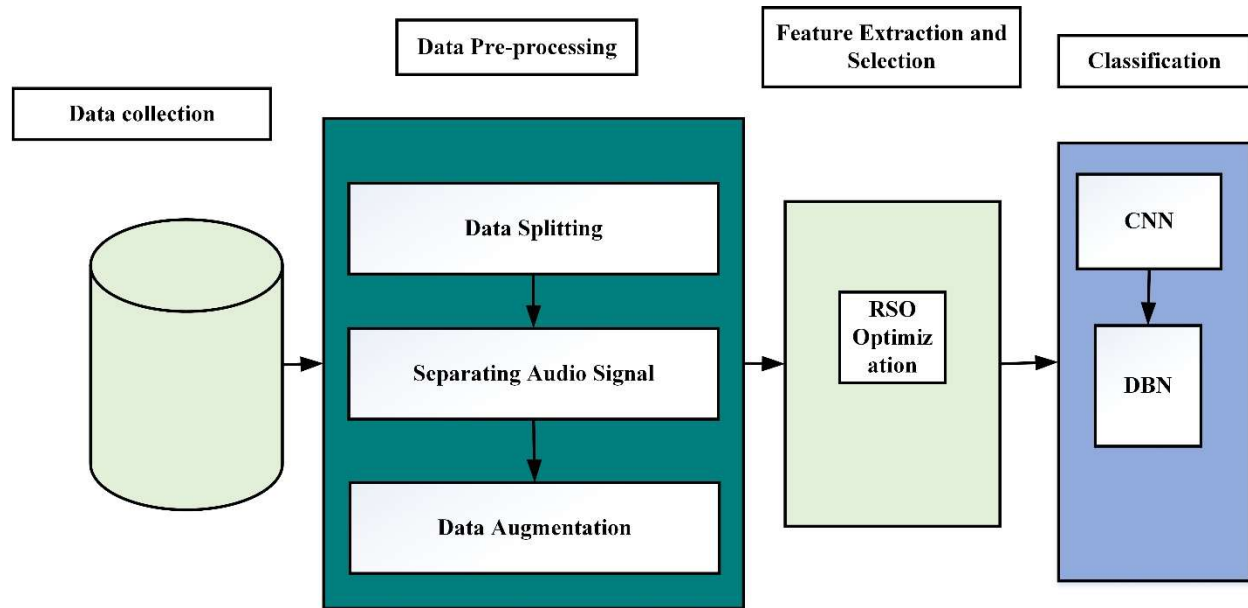 Data collection
Data Pre-processing
Data Splitting
Separating Audio Signal
Data Augmentation
Feature Extraction and
Selection
RSO
Optimiz
ation
Classification
CNN
DBN